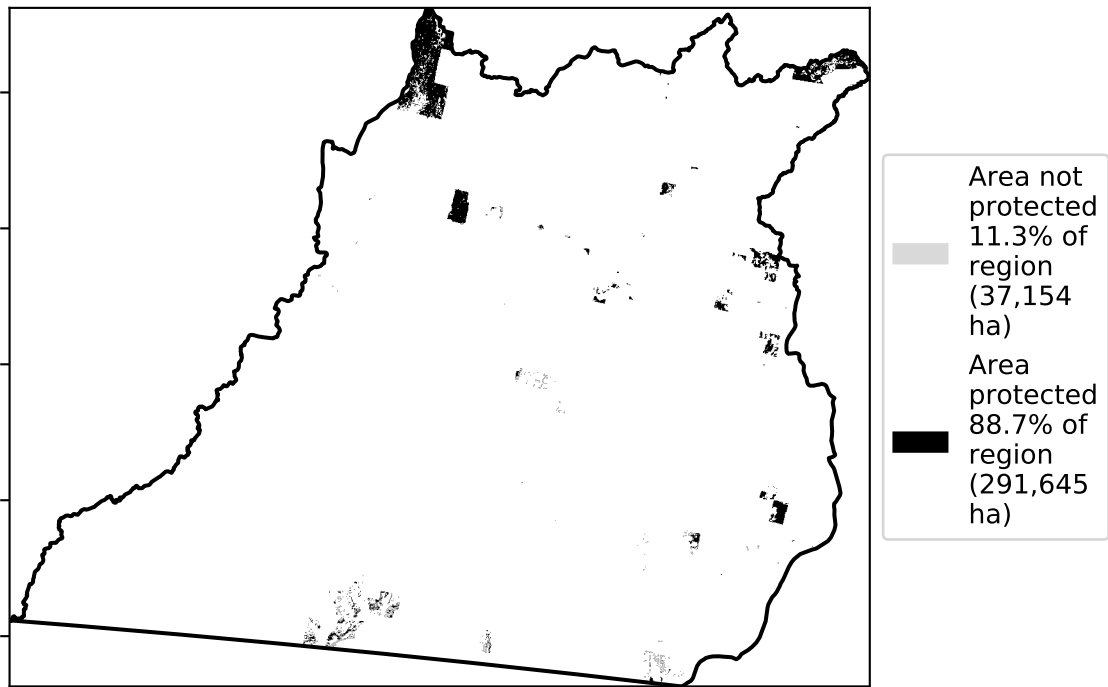 Area not
protected
11.3% of
region
(37,154
ha)
Area
protected
88.7% of
region
(291,645
ha)